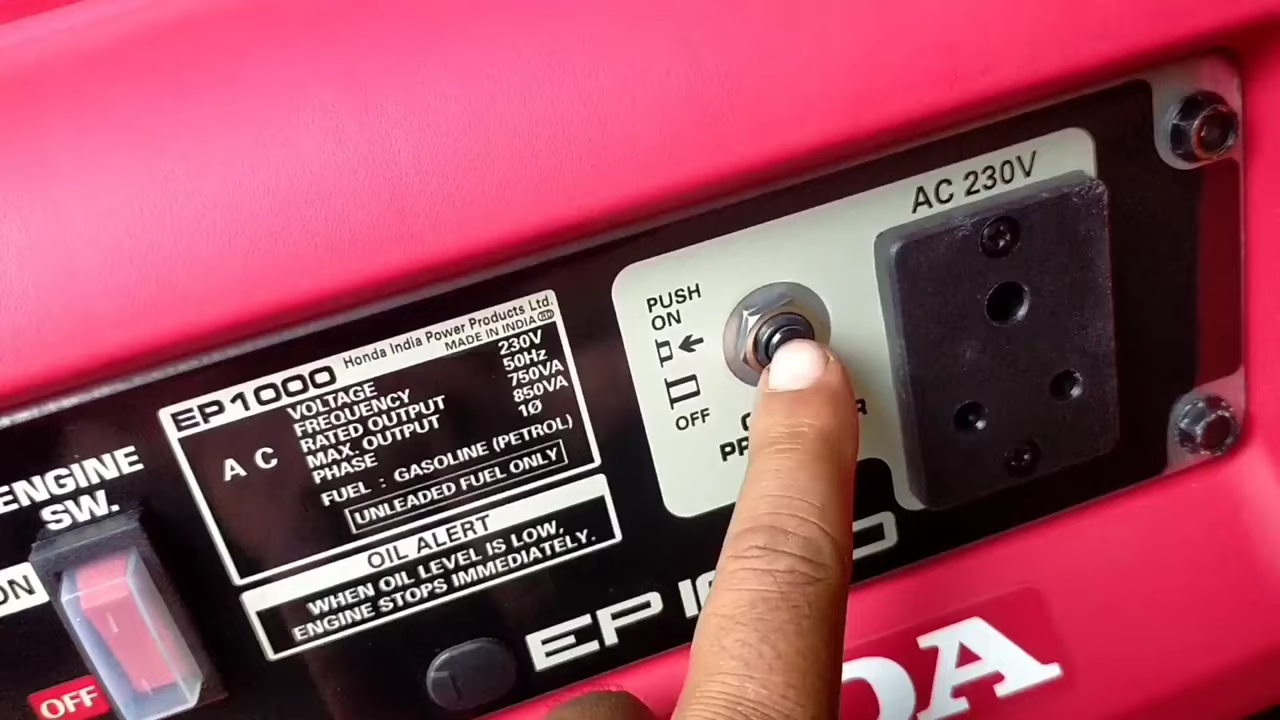 ENGINE
SW.
ON
OFF
EP1000 Honda India Power Products Ltd.
MADE IN INDIA
AC
VOLTAGE 230V
FREQUENCY 50Hz
RATED OUTPUT 750VA
MAX. OUTPUT 850VA
PHASE 1Ø
FUEL : GASOLINE (PETROL)
UNLEADED FUEL ONLY
OIL ALERT
WHEN OIL LEVEL IS LOW,
ENGINE STOPS IMMEDIATELY.
PUSH
ON
OFF
AC 230V
EP